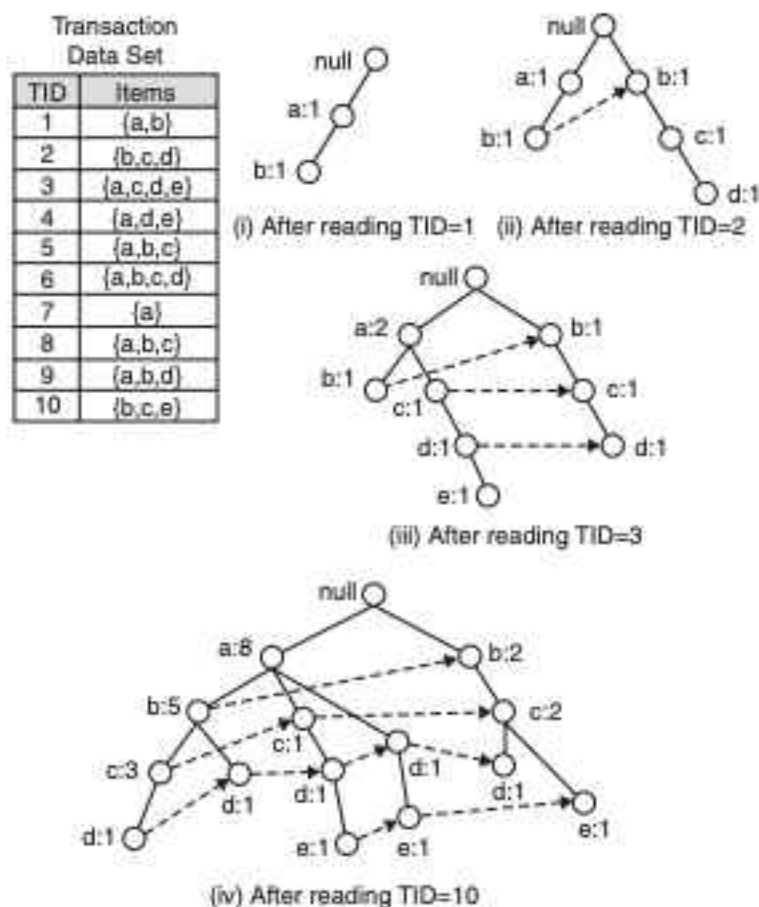 Transaction
Data Set
TID Items
1 {a,b}
2 {b,c,d}
3 {a,c,d,e}
4 {a,d,e}
5 {a,b,c}
6 {a,b,c,d}
7 {a}
8 {a,b,c}
9 {a,b,d}
10 {b,c,e}
null
a:1
b:1
(i) After reading TID=1
null
a:1 b:1
b:1 c:1
d:1
(ii) After reading TID=2
null
a:2 b:1
b:1 c:1 c:1
d:1 d:1
e:1
(iii) After reading TID=3
null
a:8 b:2
b:5 c:2
c:3 c:1 d:1
d:1 d:1 d:1 d:1
e:1 e:1 e:1
(iv) After reading TID=10